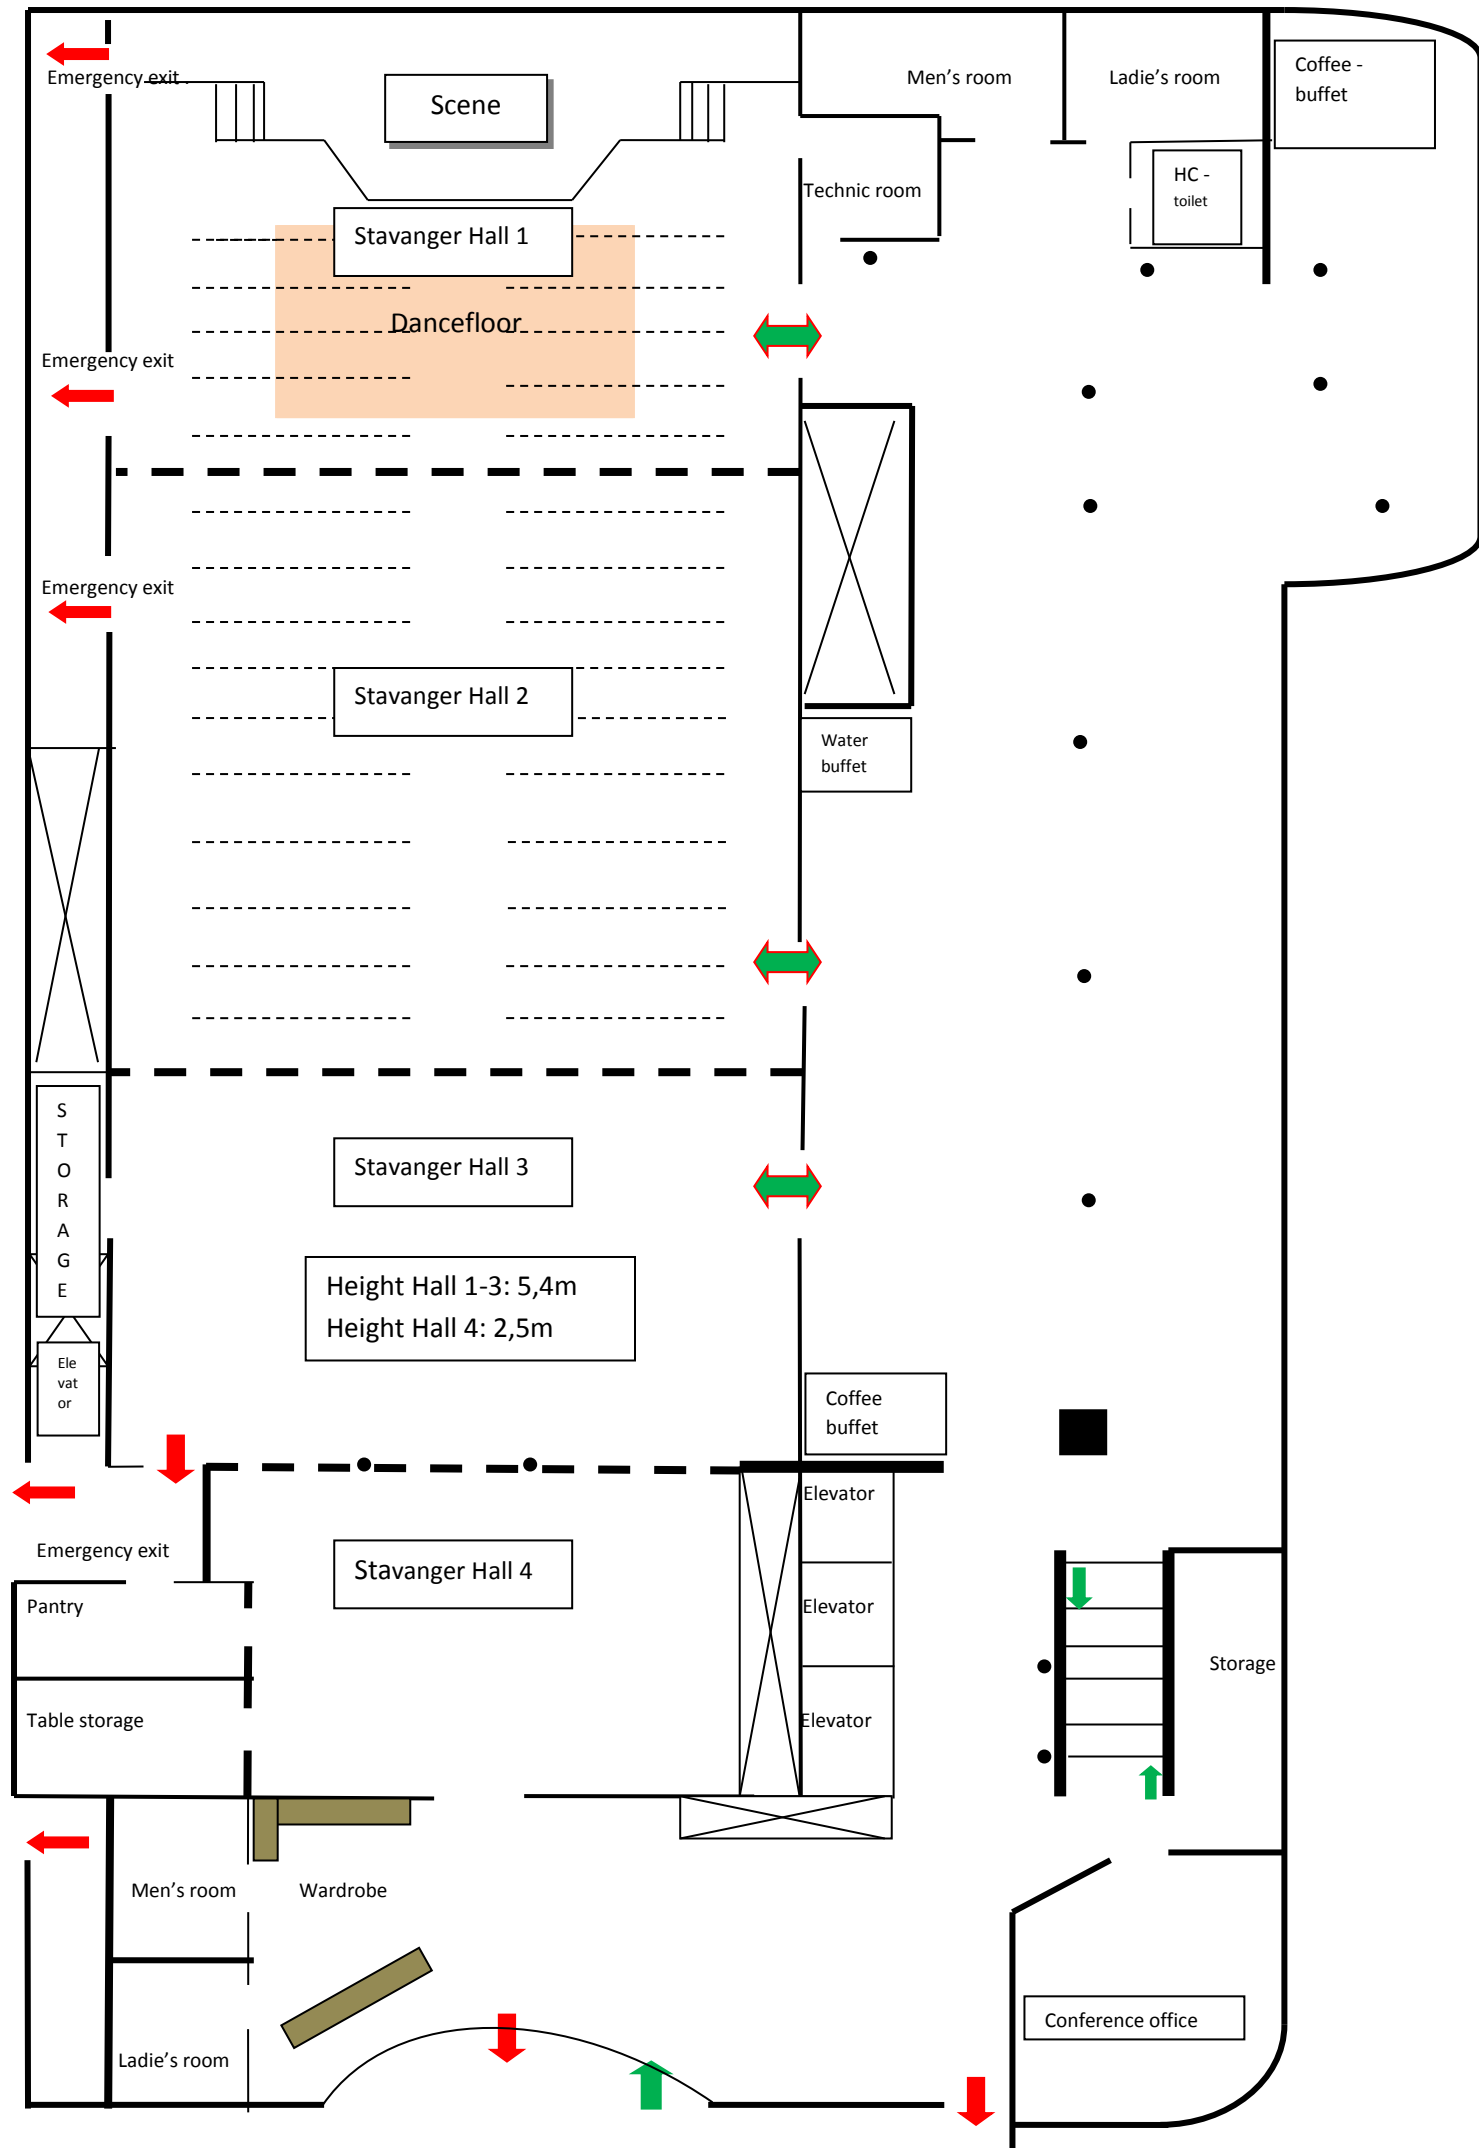 Emergency exit .
Scene
Men's room
Ladie's room
Coffee -
buffet
Technic room
HC -
toilet
Stavanger Hall 1
Dancefloor
Emergency exit
Emergency exit
Stavanger Hall 2
Water
buffet
S
T
O
R
A
G
E
Stavanger Hall 3
Height Hall 1-3: 5,4m
Height Hall 4: 2,5m
Ele
vat
or
Coffee
buffet
Elevator
Emergency exit
Stavanger Hall 4
Pantry
Elevator
Storage
Table storage
Elevator
Men's room
Wardrobe
Conference office
Ladie's room